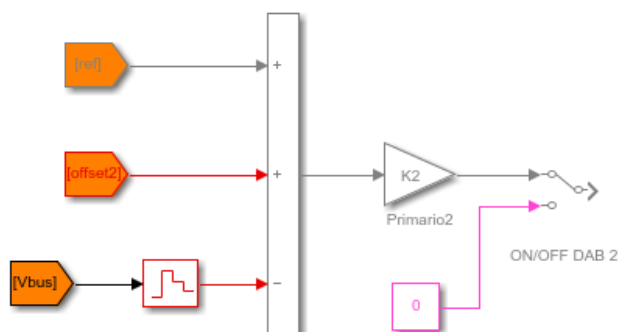 [ref]
+
[offset2]
+
K2
Primario2
[Vbus]
−
ON/OFF DAB 2
0